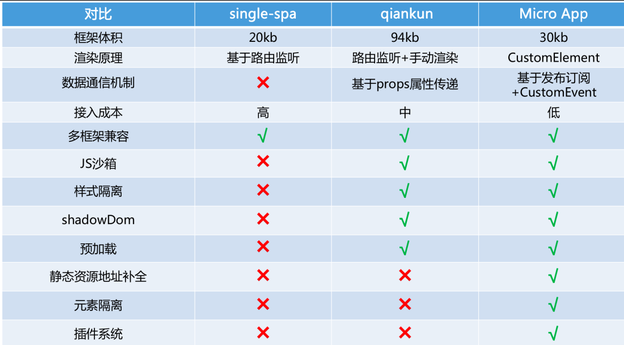 对比 single-spa qiankun Micro App
框架体积 20kb 94kb 30kb
渲染原理 基于路由监听 路由监听+手动渲染 CustomElement
数据通信机制 ✕ 基于props属性传递 基于发布订阅
+CustomEvent
接入成本 高 中 低
多框架兼容 √ √ √
JS沙箱 ✕ √ √
样式隔离 ✕ √ √
shadowDom ✕ √ √
预加载 ✕ √ √
静态资源地址补全 ✕ ✕ √
元素隔离 ✕ ✕ √
插件系统 ✕ ✕ √